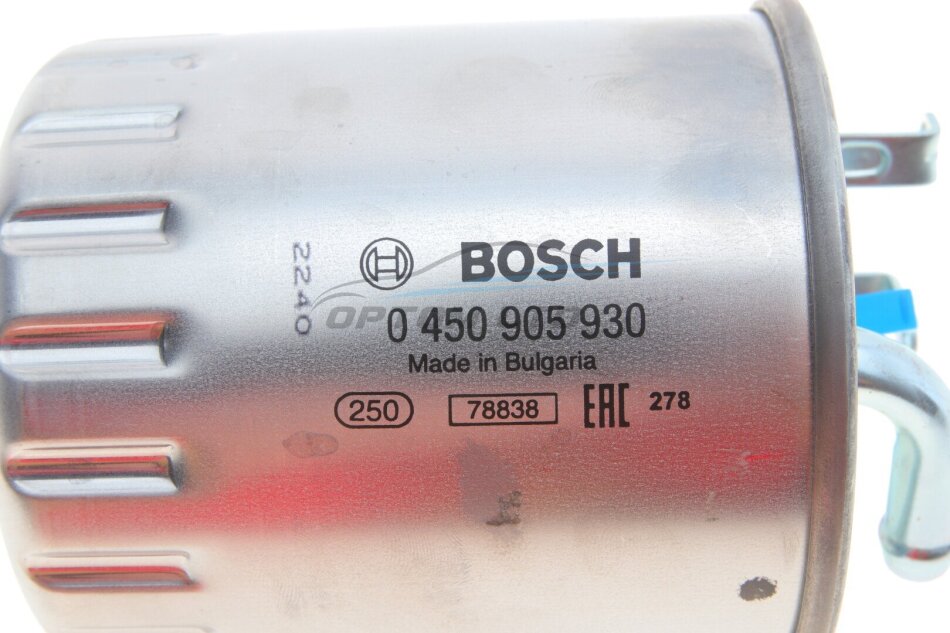 BOSCH
0 450 905 930
Made in Bulgaria
250 78838 EAC 278
2240